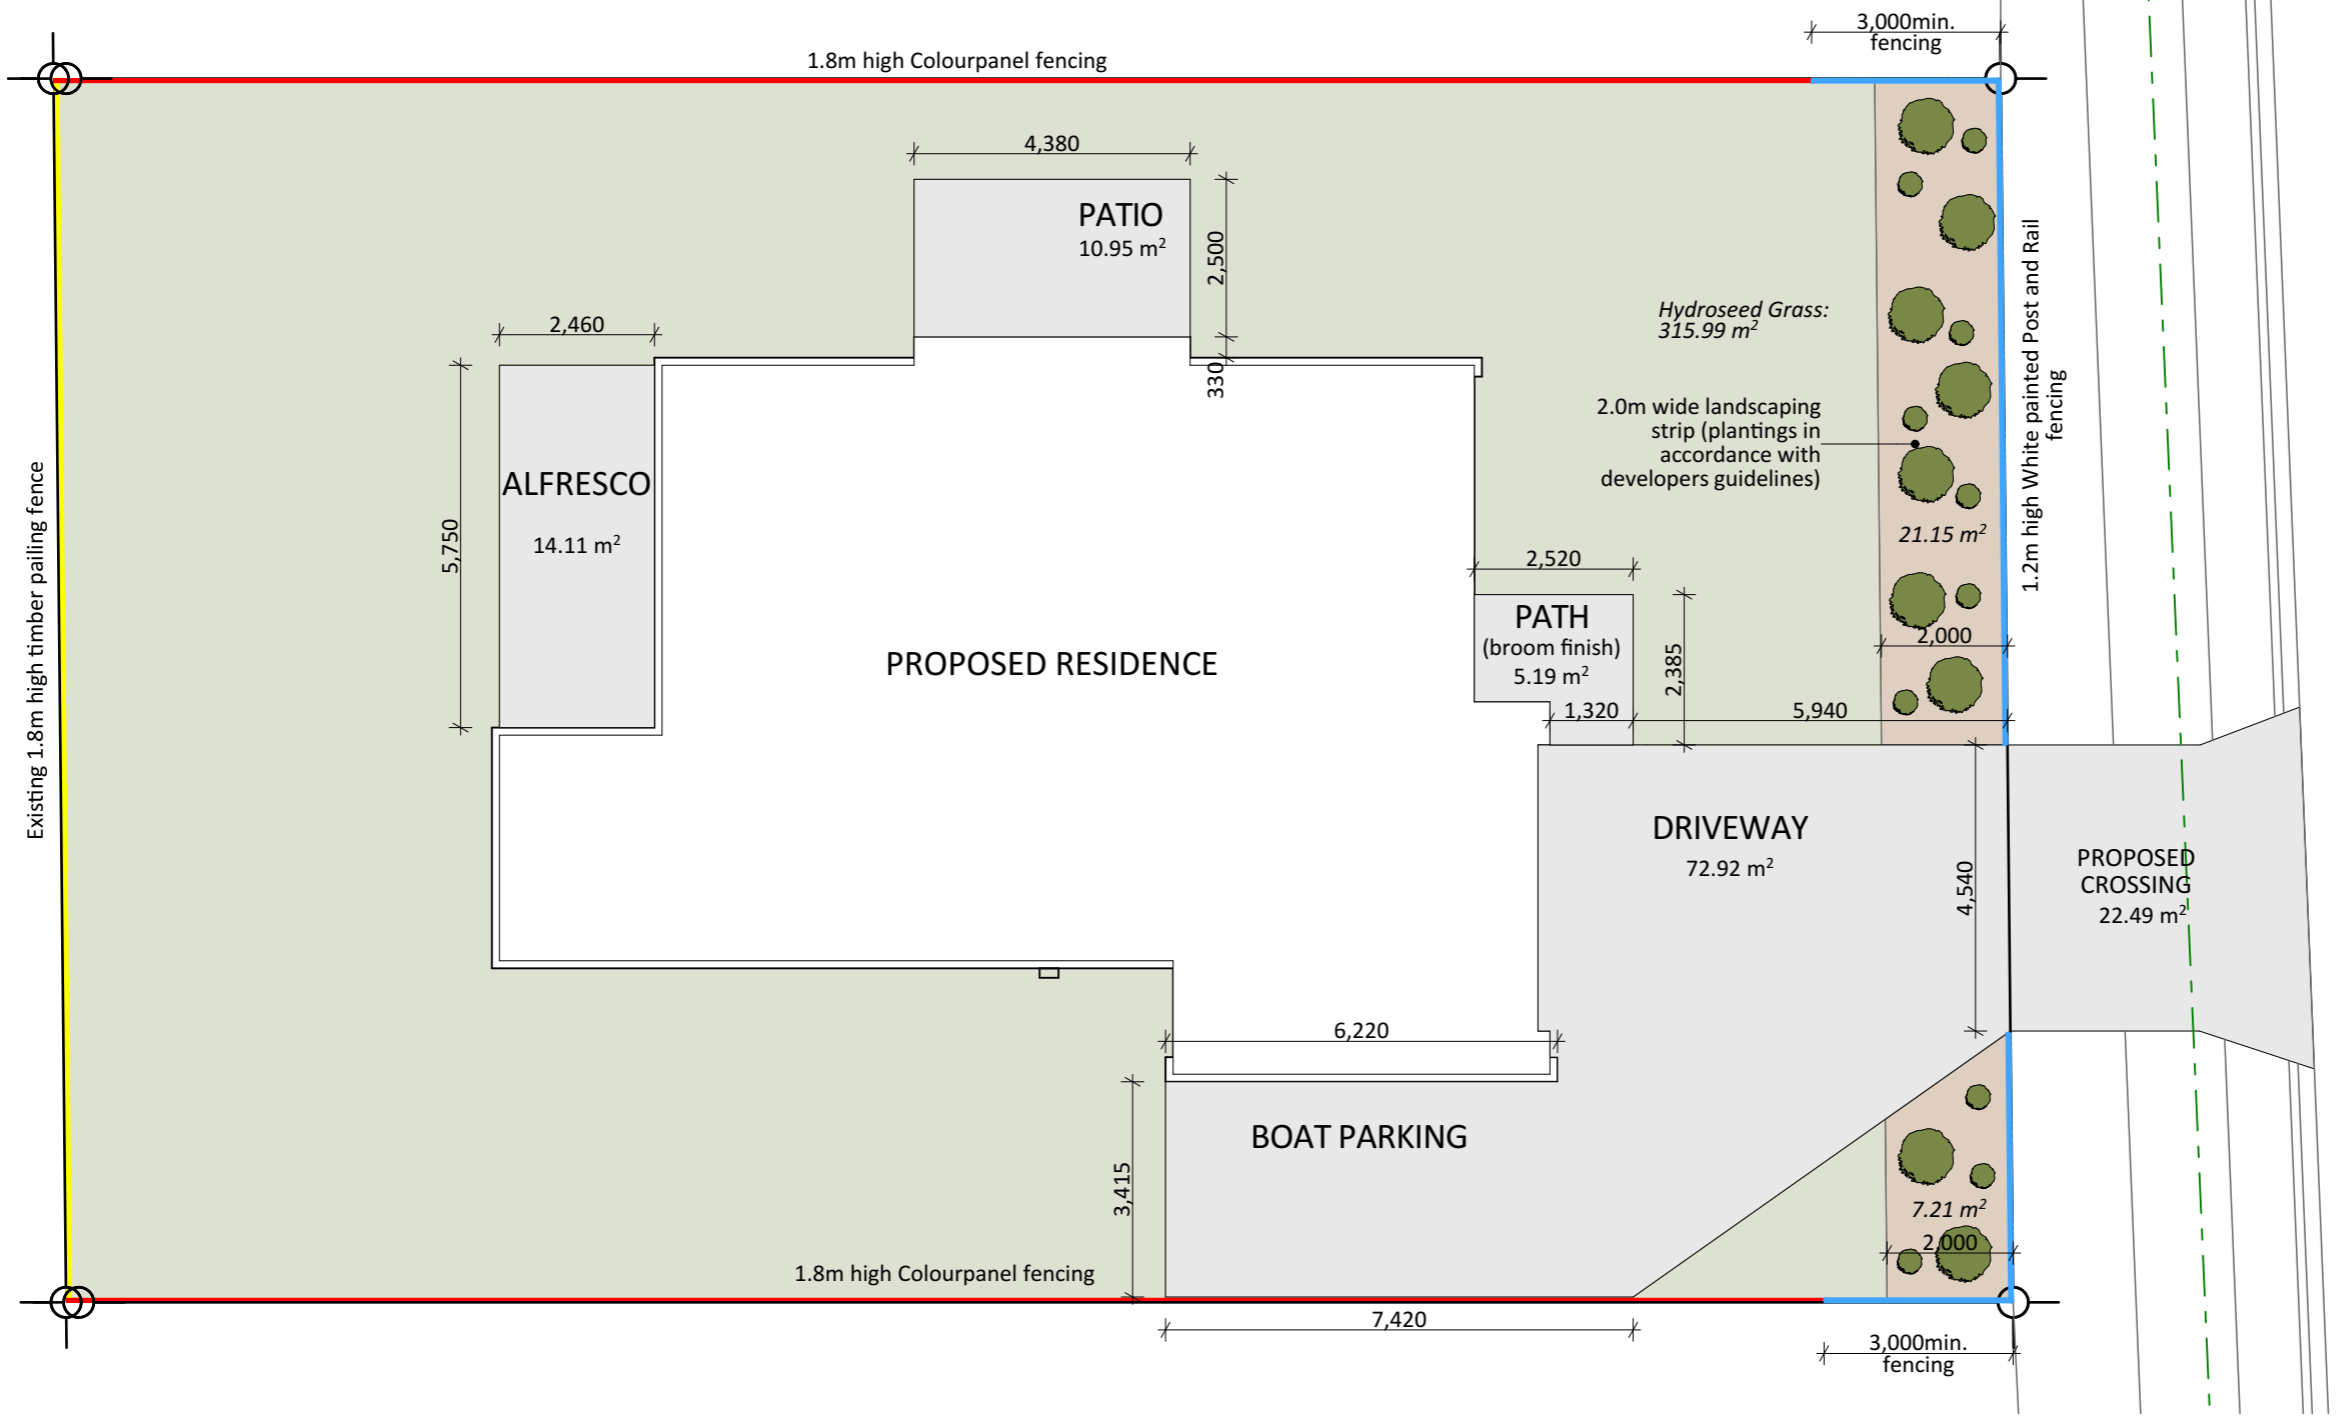 3,000min.
fencing
1.8m high Colourpanel fencing
4,380
PATIO
10.95 m²
2,500
330
2,460
ALFRESCO
14.11 m²
5,750
Existing 1.8m high timber pailing fence
Hydroseed Grass:
315.99 m²
2.0m wide landscaping
strip (plantings in
accordance with
developers guidelines)
1.2m high White painted Post and Rail
fencing
21.15 m²
2,520
PATH
(broom finish)
5.19 m²
2,385
2,000
1,320
5,940
PROPOSED RESIDENCE
DRIVEWAY
72.92 m²
4,540
PROPOSED
CROSSING
22.49 m²
6,220
BOAT PARKING
3,415
7.21 m²
2,000
1.8m high Colourpanel fencing
7,420
3,000min.
fencing